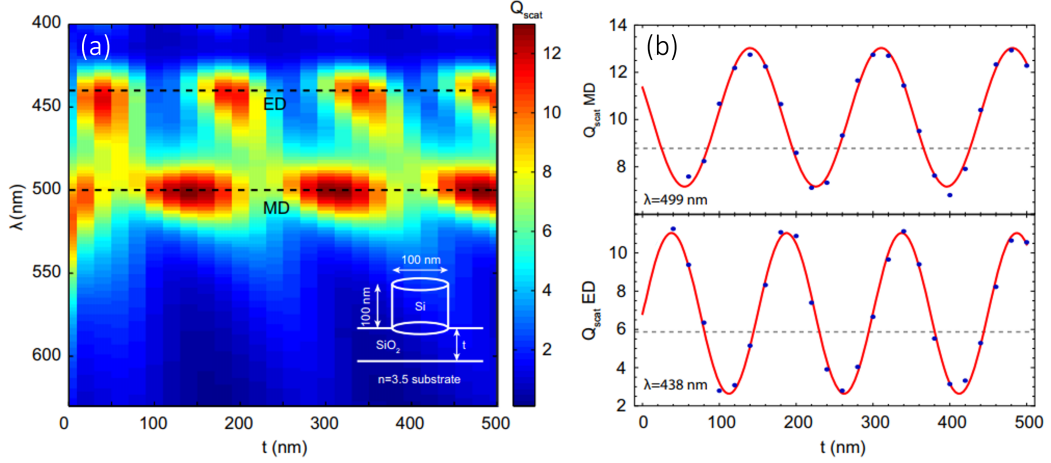 (a)
Q_scat
400
450
500
550
600
λ(nm)
ED
MD
100 nm
100 nm
Si
SiO₂
t
n=3.5 substrate
0 100 200 300 400 500
t (nm)
12
10
8
6
4
2
(b)
14
13
12
10
8
Q_scat MD
λ=499 nm
10
8
6
4
2
Q_scat ED
λ=438 nm
0 100 200 300 400 500
t (nm)